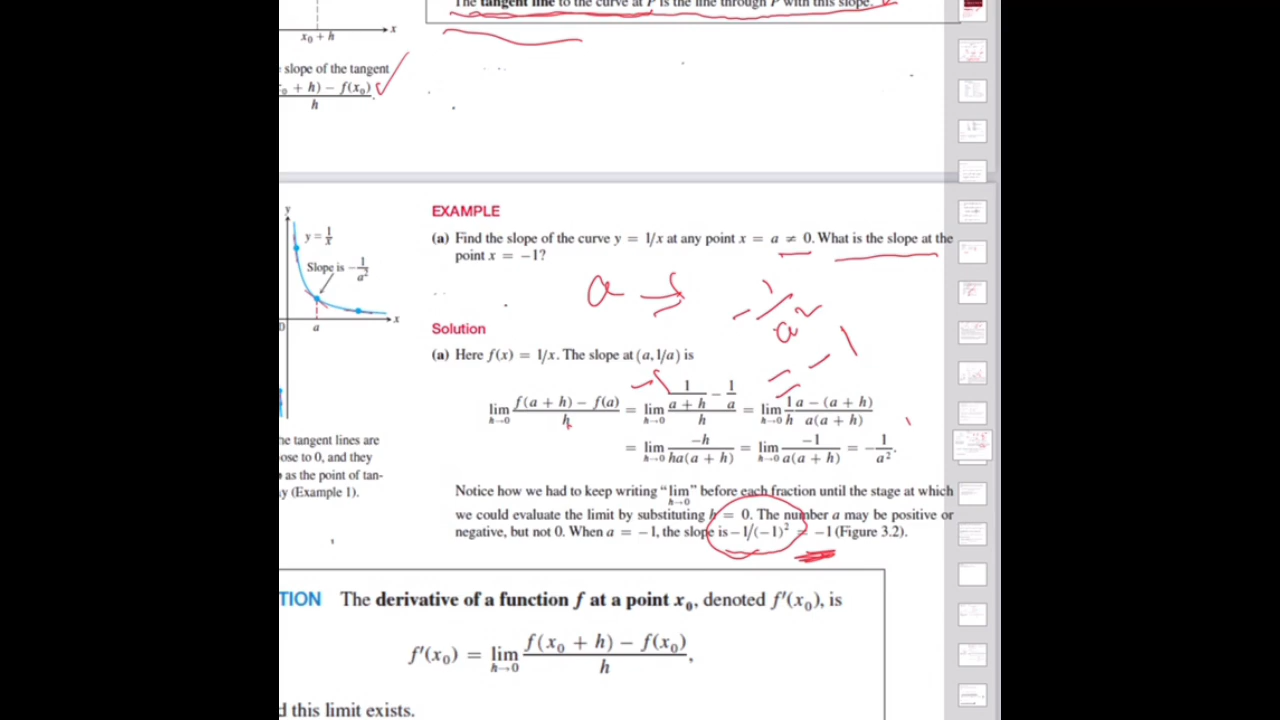 The tangent line to the curve at P is the line through P with this slope.
x₀ + h
x
slope of the tangent
₀ + h) − f(x₀)
h
y
y = 1/x
Slope is −1/a²
0
a
x
he tangent lines are
ose to 0, and they
as the point of tan-
y (Example 1).
EXAMPLE
(a) Find the slope of the curve y = 1/x at any point x = a ≠ 0. What is the slope at the
point x = −1?
a → −1/a²
= −1
Solution
(a) Here f(x) = 1/x. The slope at (a, 1/a) is
lim h→0 (f(a + h) − f(a))/h = lim h→0 (1/(a + h) − 1/a)/h = lim h→0 1/h (a − (a + h))/(a(a + h))
= lim h→0 −h/(ha(a + h)) = lim h→0 −1/(a(a + h)) = −1/a².
Notice how we had to keep writing “lim h→0” before each fraction until the stage at which
we could evaluate the limit by substituting h = 0. The number a may be positive or
negative, but not 0. When a = −1, the slope is −1/(−1)² = −1 (Figure 3.2).
TION The derivative of a function f at a point x₀, denoted f′(x₀), is
f′(x₀) = lim h→0 (f(x₀ + h) − f(x₀))/h,
d this limit exists.